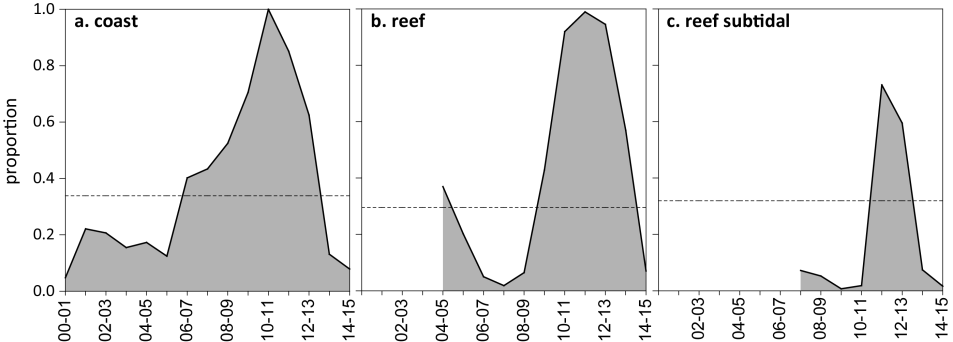 a. coast
b. reef
c. reef subtidal
proportion
1.0
0.8
0.6
0.4
0.2
0.0
00-01 02-03 04-05 06-07 08-09 10-11 12-13 14-15
02-03 04-05 06-07 08-09 10-11 12-13 14-15
02-03 04-05 06-07 08-09 10-11 12-13 14-15